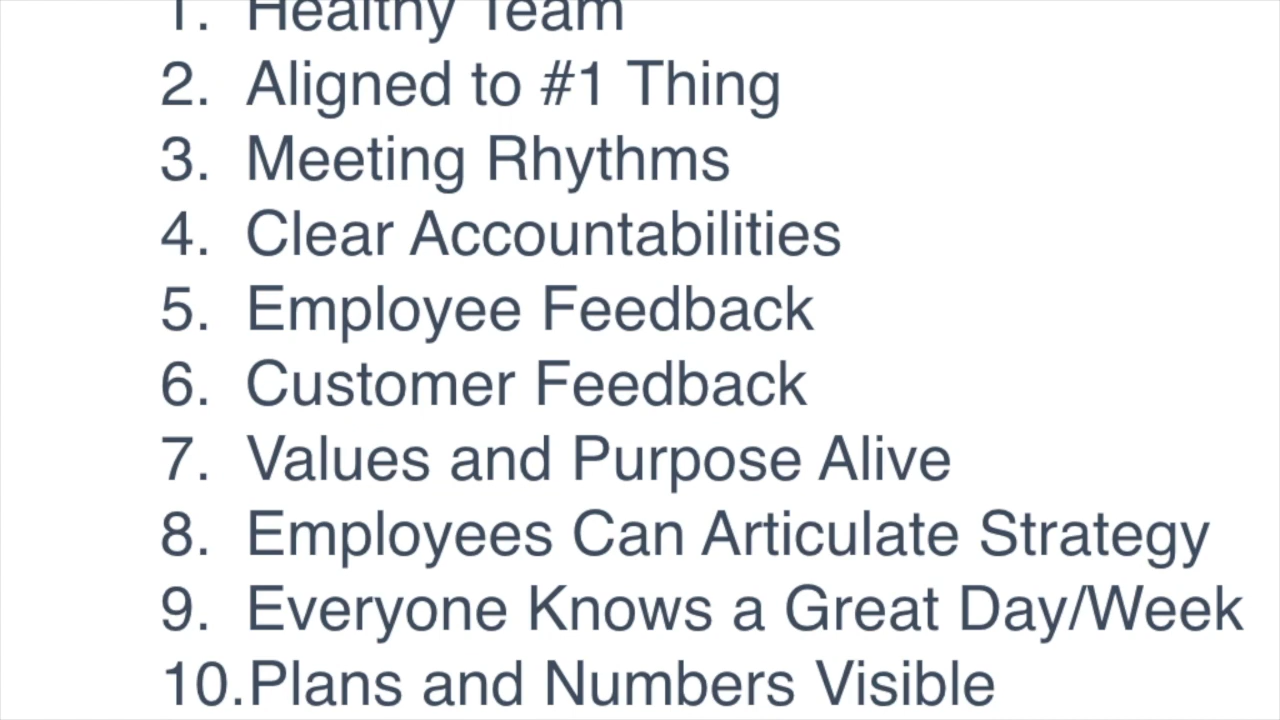 1. Healthy Team
2. Aligned to #1 Thing
3. Meeting Rhythms
4. Clear Accountabilities
5. Employee Feedback
6. Customer Feedback
7. Values and Purpose Alive
8. Employees Can Articulate Strategy
9. Everyone Knows a Great Day/Week
10.Plans and Numbers Visible